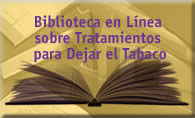 Biblioteca en Línea
sobre Tratamientos
para Dejar el Tabaco